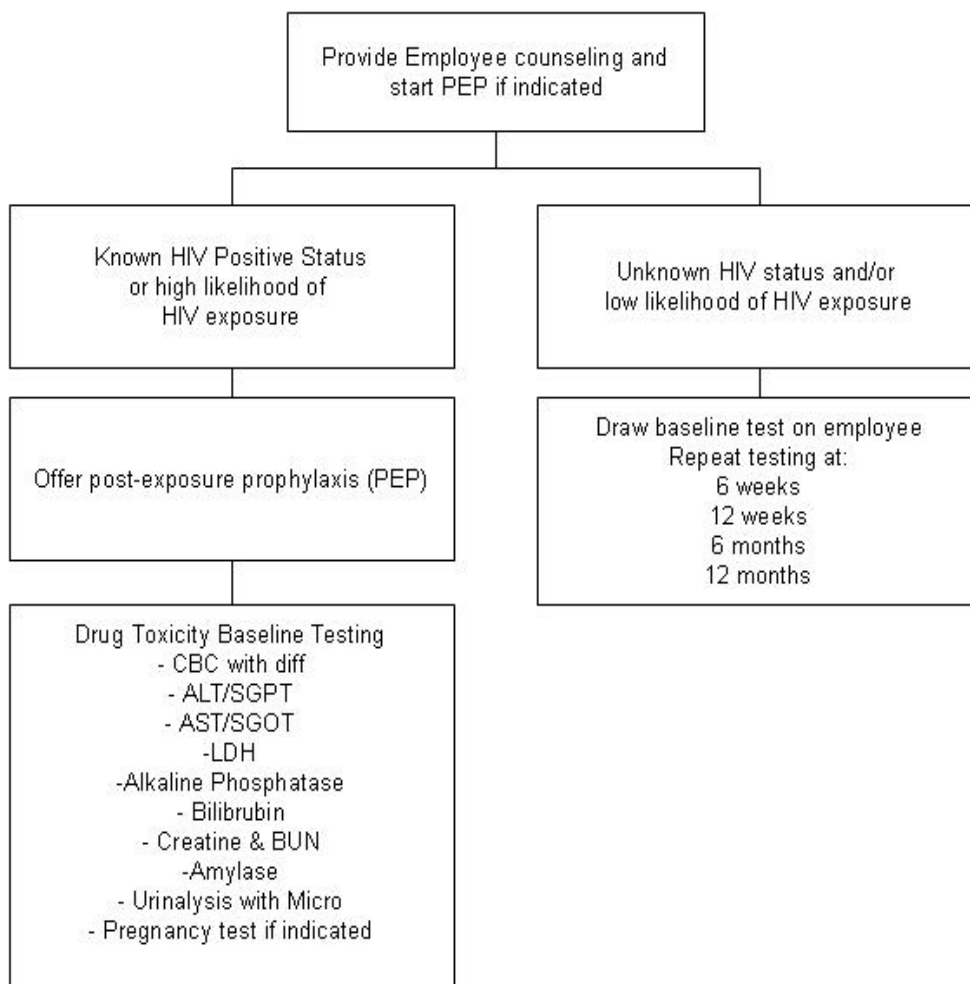 Provide Employee counseling and
start PEP if indicated
Known HIV Positive Status
or high likelihood of
HIV exposure
Unknown HIV status and/or
low likelihood of HIV exposure
Offer post-exposure prophylaxis (PEP)
Draw baseline test on employee
Repeat testing at:
6 weeks
12 weeks
6 months
12 months
Drug Toxicity Baseline Testing
- CBC with diff
- ALT/SGPT
- AST/SGOT
-LDH
-Alkaline Phosphatase
- Bilibrubin
- Creatine & BUN
-Amylase
- Urinalysis with Micro
- Pregnancy test if indicated